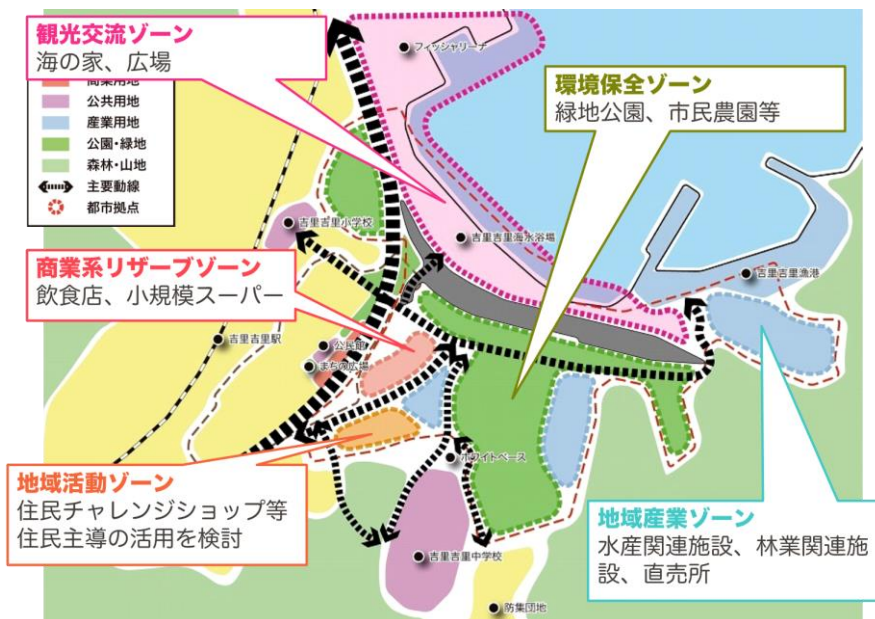 観光交流ゾーン
海の家、広場
商業用地
公共用地
産業用地
公園・緑地
森林・山地
主要動線
都市拠点
フィッシャリーナ
環境保全ゾーン
緑地公園、市民農園等
吉里吉里小学校
吉里吉里海水浴場
吉里吉里漁港
商業系リザーブゾーン
飲食店、小規模スーパー
吉里吉里駅
公民館
まちの広場
地域活動ゾーン
住民チャレンジショップ等
住民主導の活用を検討
ホワイトベース
吉里吉里中学校
防集団地
地域産業ゾーン
水産関連施設、林業関連施
設、直売所